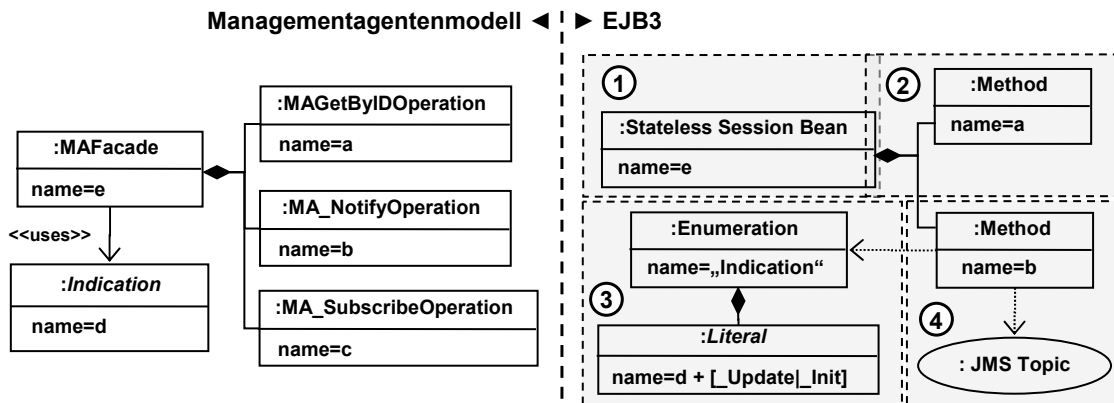 Managementagentenmodell ◄ ► EJB3
:MAFacade
name=e
<<uses>>
:Indication
name=d
:MAGetByIDOperation
name=a
:MA_NotifyOperation
name=b
:MA_SubscribeOperation
name=c
1
:Stateless Session Bean
name=e
2
:Method
name=a
:Enumeration
name=„Indication“
3
:Literal
name=d + [_Update|_Init]
:Method
name=b
4
: JMS Topic